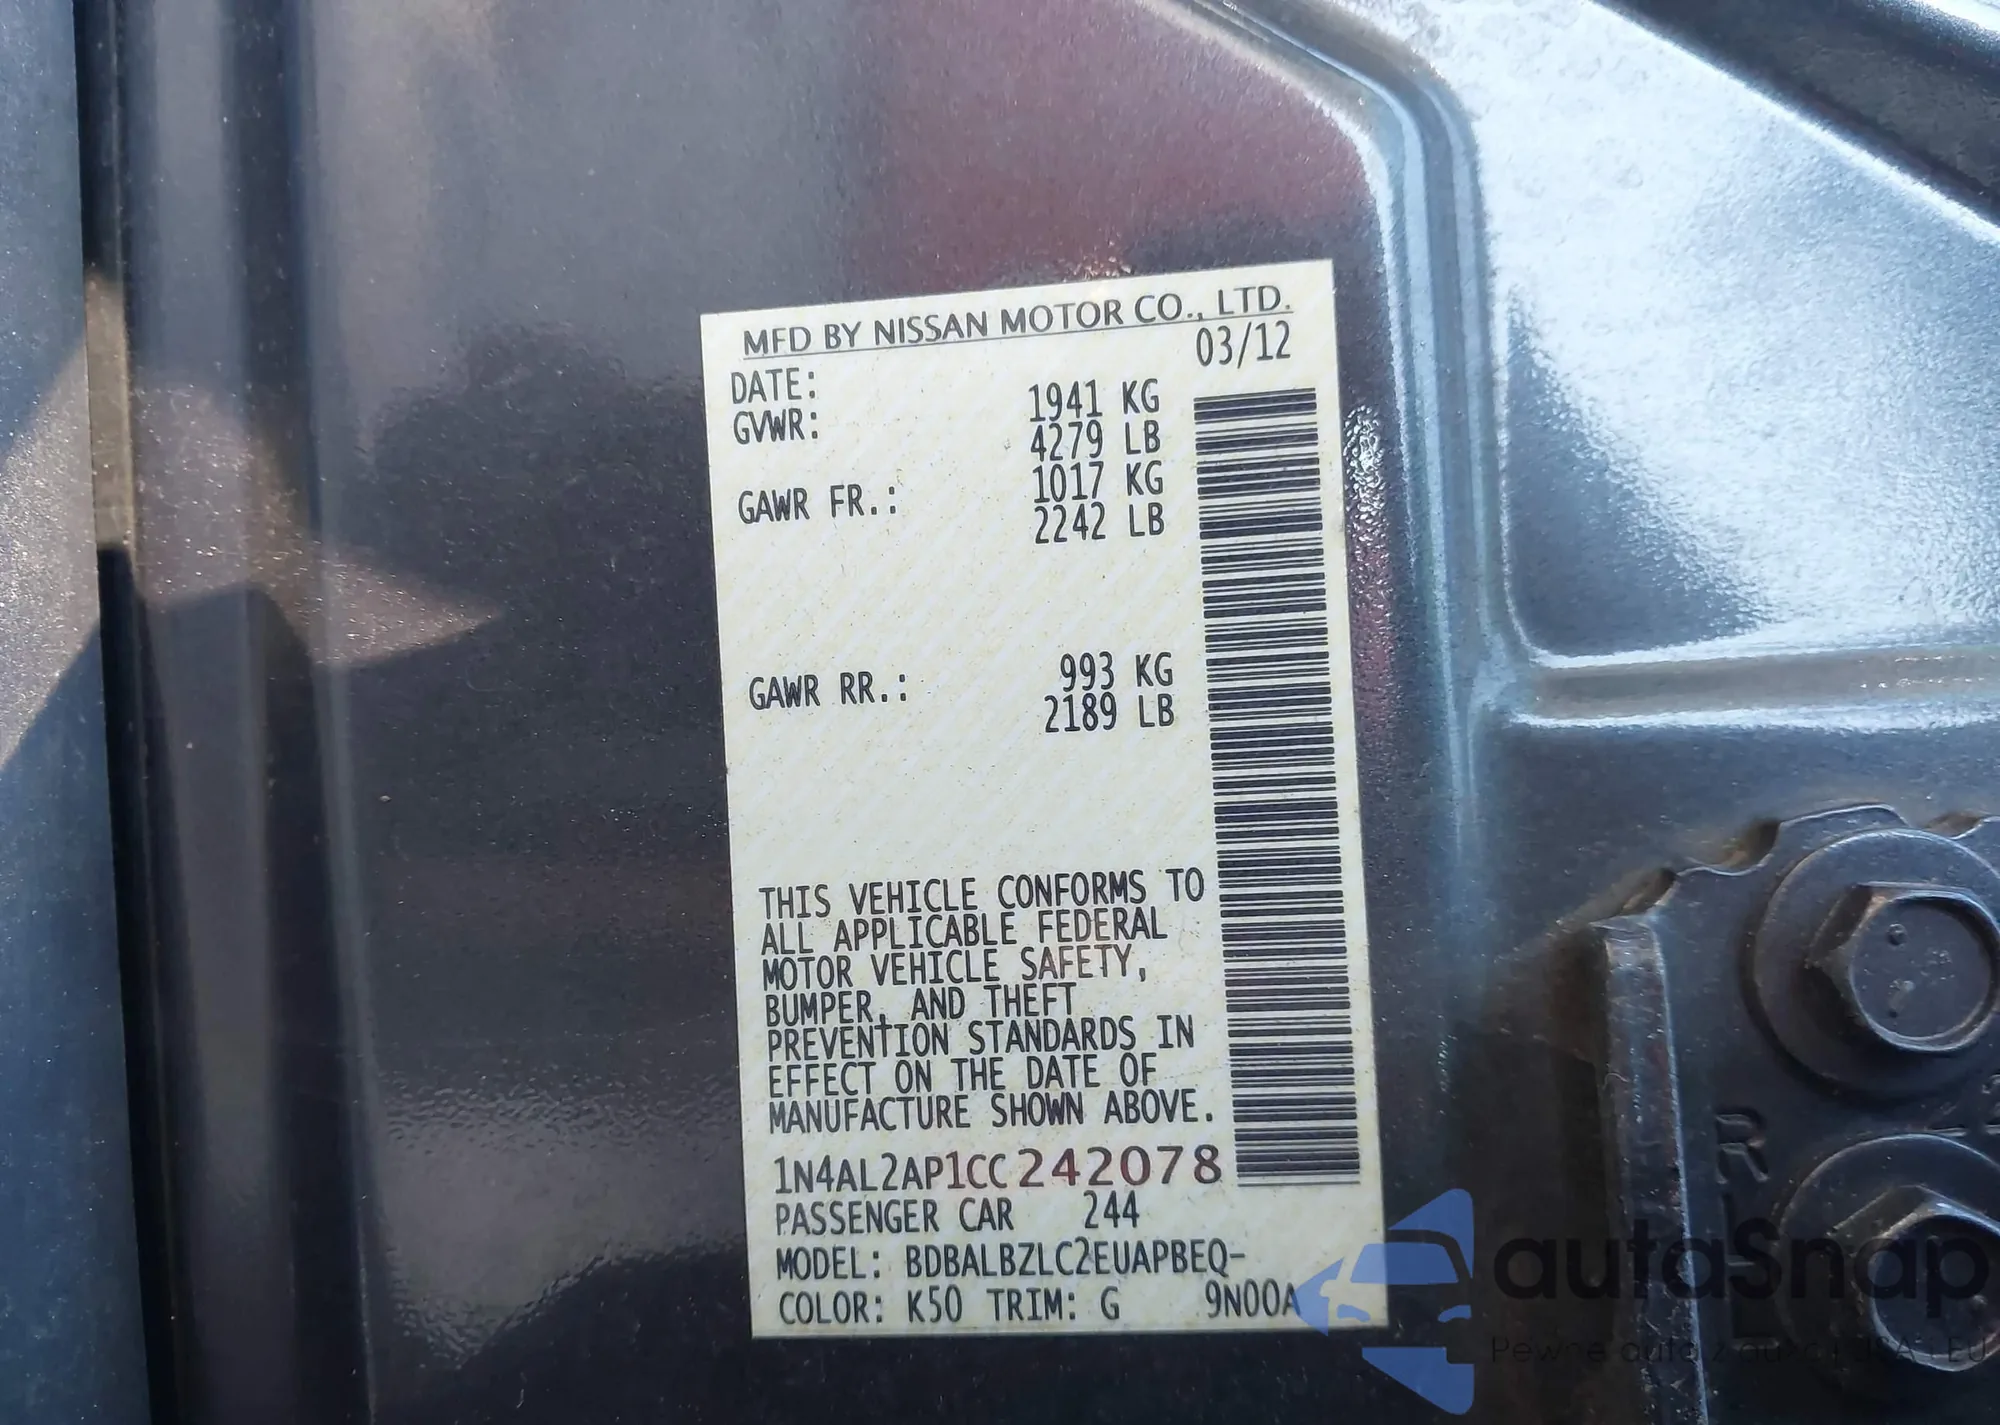 MFD BY NISSAN MOTOR CO., LTD.
DATE: 03/12
GVWR: 1941 KG
4279 LB
GAWR FR.: 1017 KG
2242 LB
GAWR RR.: 993 KG
2189 LB
THIS VEHICLE CONFORMS TO
ALL APPLICABLE FEDERAL
MOTOR VEHICLE SAFETY,
BUMPER, AND THEFT
PREVENTION STANDARDS IN
EFFECT ON THE DATE OF
MANUFACTURE SHOWN ABOVE.
1N4AL2AP1CC242078
PASSENGER CAR 244
MODEL: BDBALBZLC2EUAPBEQ-
COLOR: K50 TRIM: G 9N00A
R
autaSnap
Pewne auta z